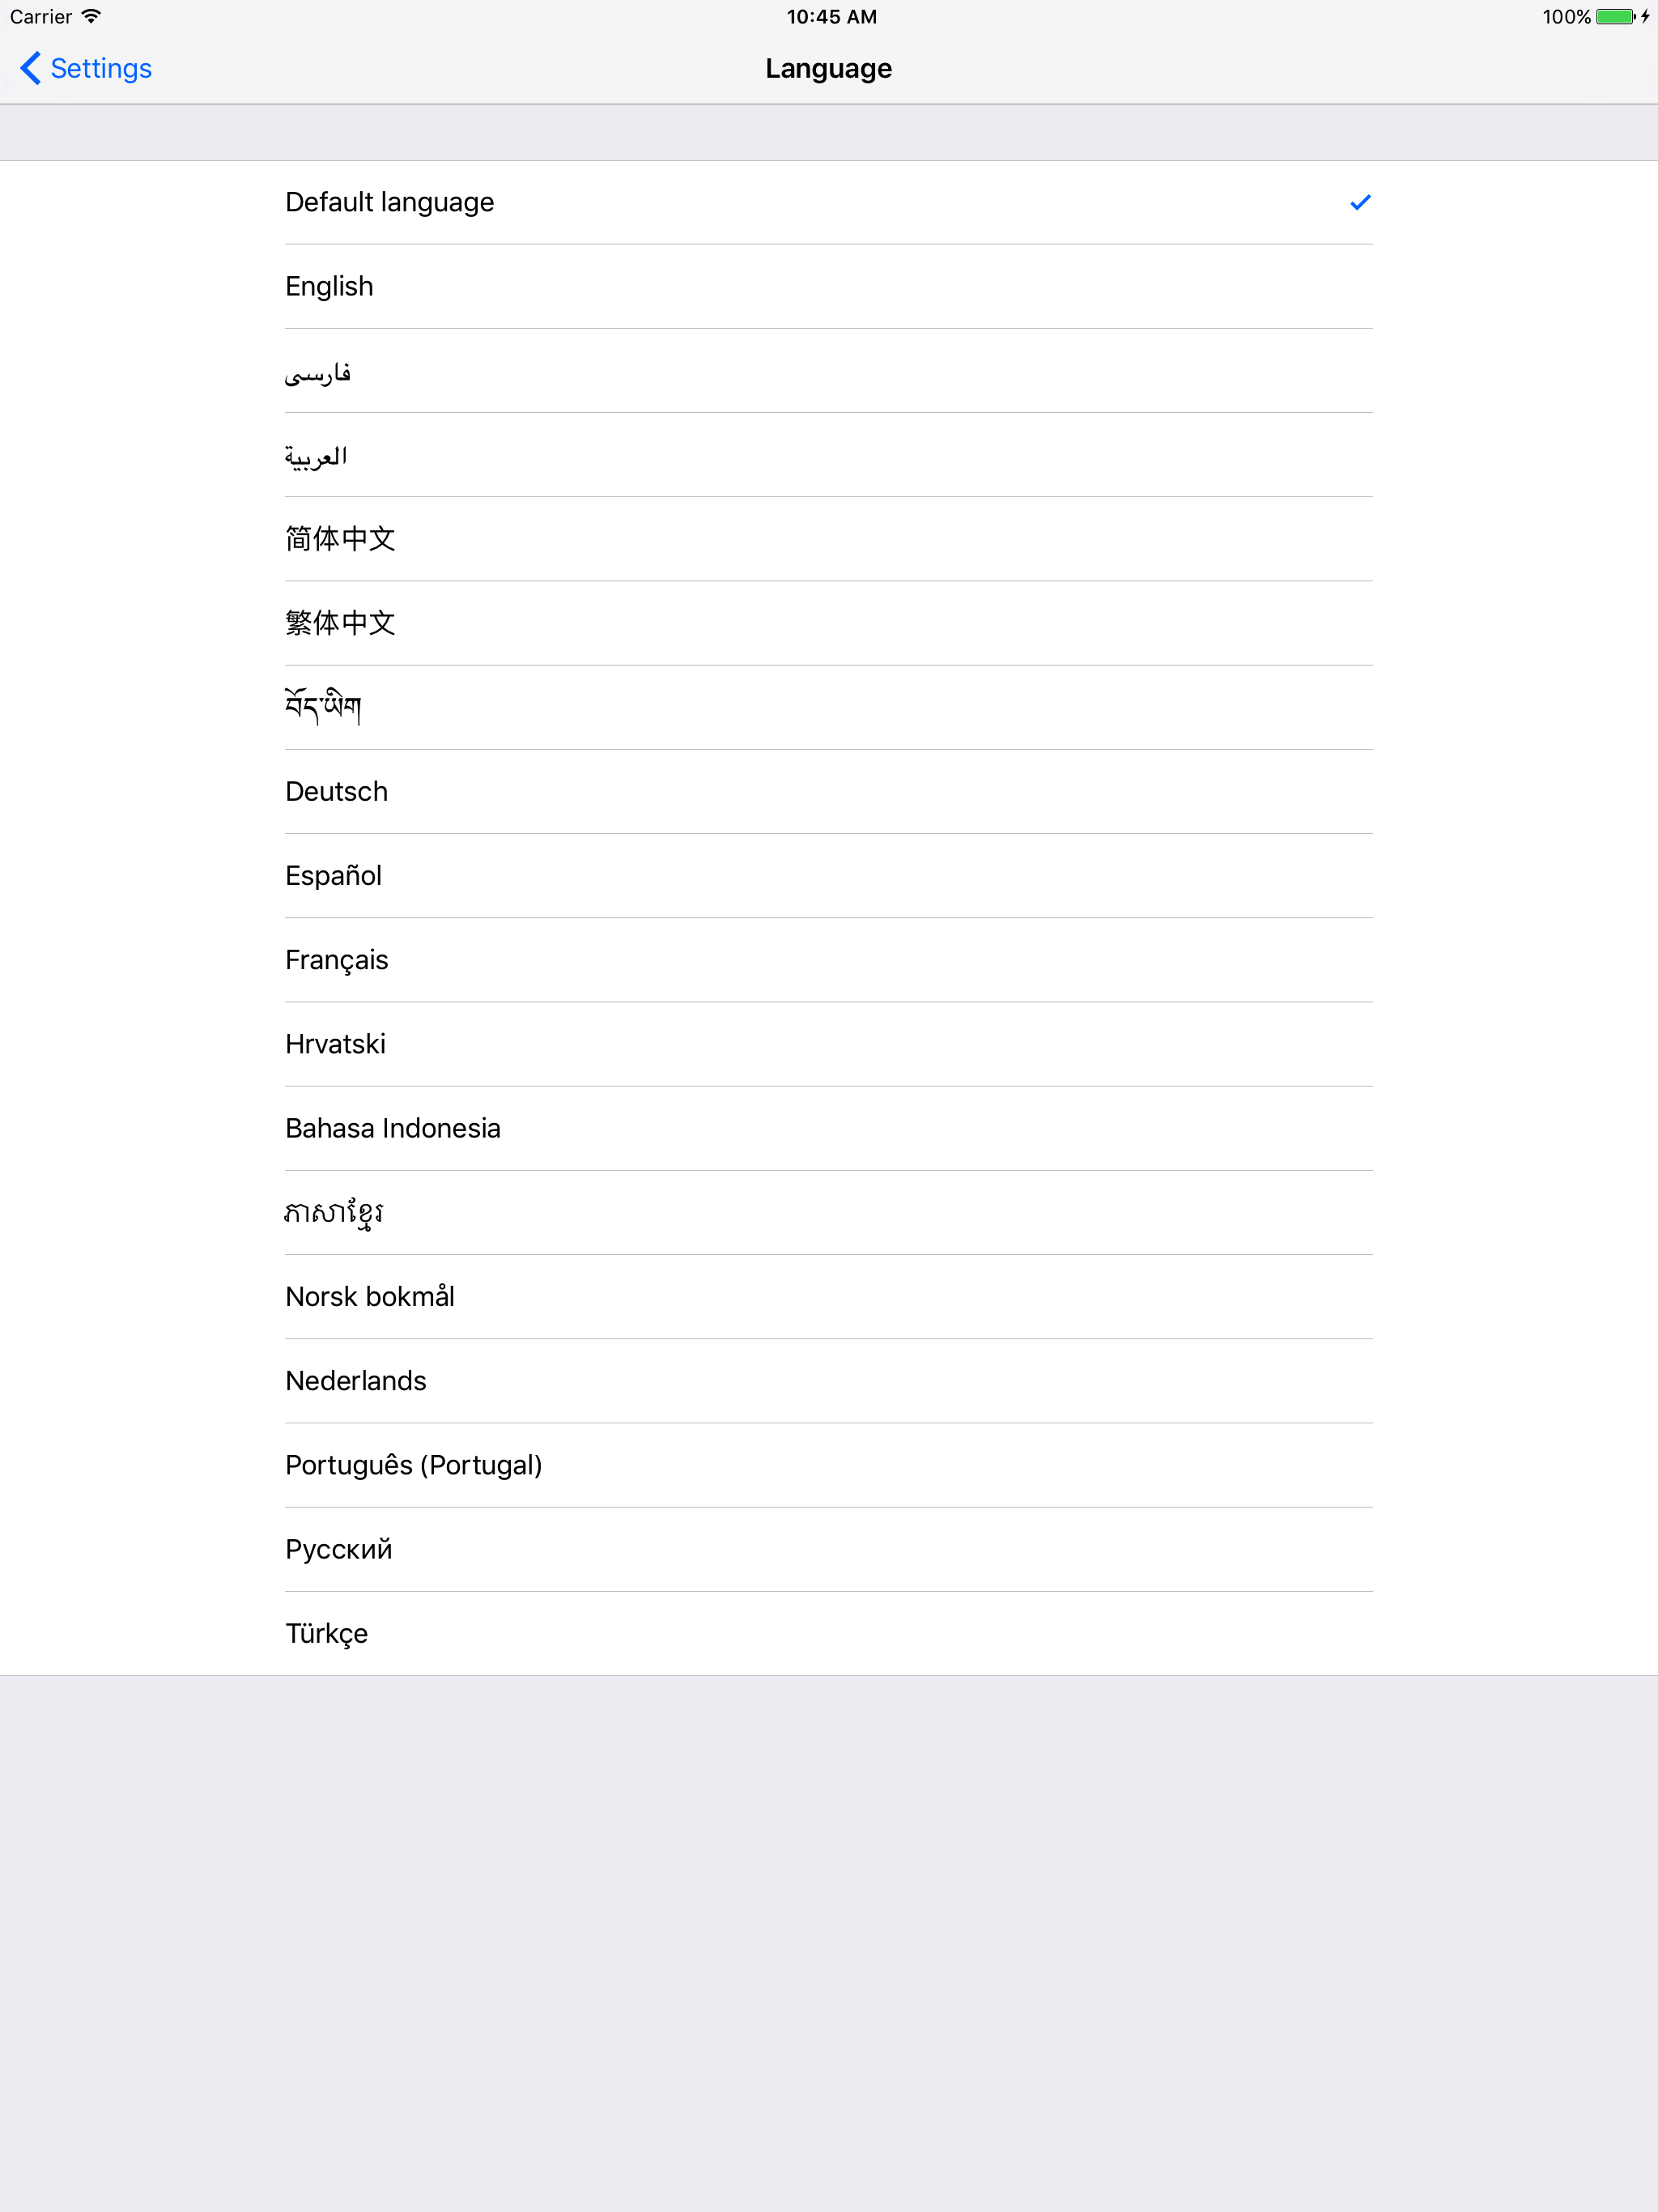 Carrier 10:45 AM 100%
Settings Language
Default language
English
فارسی
العربية
简体中文
繁体中文
བོད་ཡིག
Deutsch
Español
Français
Hrvatski
Bahasa Indonesia
ភាសាខ្មែរ
Norsk bokmål
Nederlands
Português (Portugal)
Русский
Türkçe